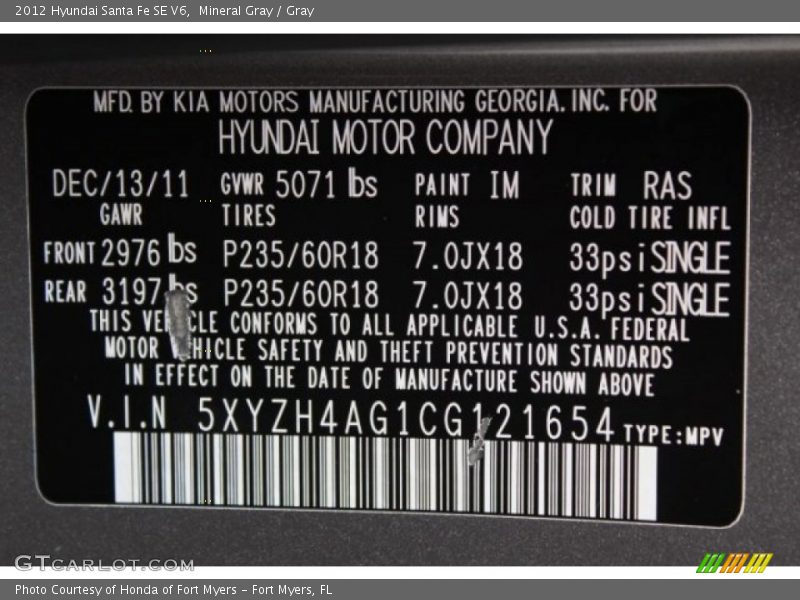 2012 Hyundai Santa Fe SE V6, Mineral Gray / Gray
MFD. BY KIA MOTORS MANUFACTURING GEORGIA. INC. FOR
HYUNDAI MOTOR COMPANY
DEC/13/11 GVWR 5071 lbs PAINT IM TRIM RAS
GAWR TIRES RIMS COLD TIRE INFL
FRONT 2976 lbs P235/60R18 7.0JX18 33psi SINGLE
REAR 3197 lbs P235/60R18 7.0JX18 33psi SINGLE
THIS VEHICLE CONFORMS TO ALL APPLICABLE U.S.A. FEDERAL
MOTOR VEHICLE SAFETY AND THEFT PREVENTION STANDARDS
IN EFFECT ON THE DATE OF MANUFACTURE SHOWN ABOVE
V.I.N 5XYZH4AG1CG121654 TYPE:MPV
GTCARLOT.COM
Photo Courtesy of Honda of Fort Myers – Fort Myers, FL